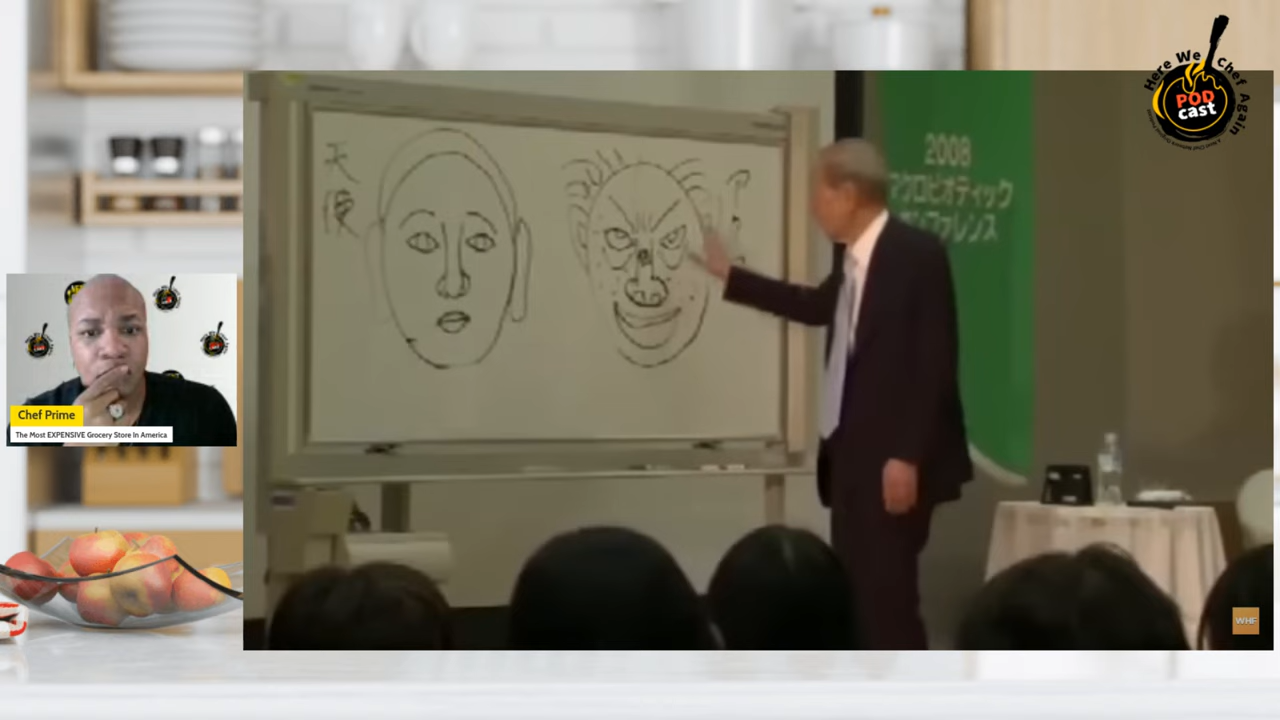 Here We Chef Again
POD
cast
天使
2008
マクロビオティック
ンファレンス
Chef Prime
The Most EXPENSIVE Grocery Store In America
WHF